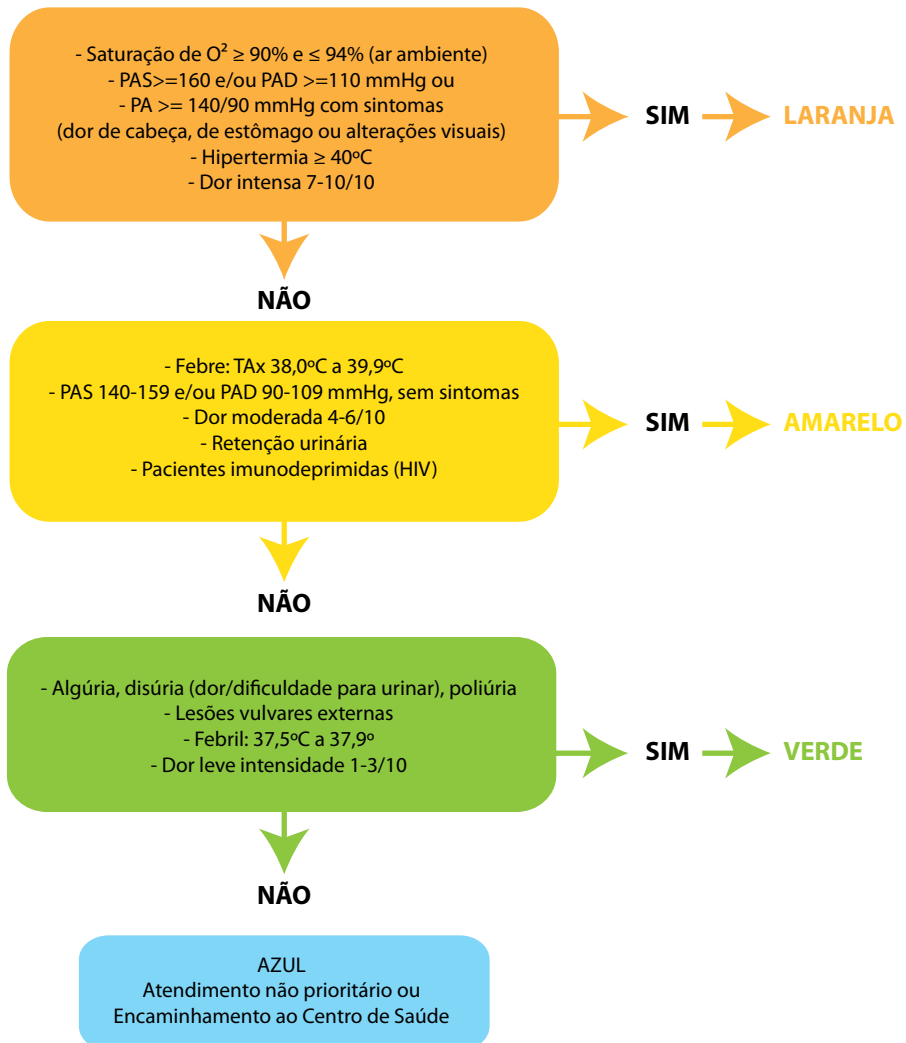 - Saturação de O² ≥ 90% e ≤ 94% (ar ambiente)
- PAS>=160 e/ou PAD >=110 mmHg ou
- PA >= 140/90 mmHg com sintomas
(dor de cabeça, de estômago ou alterações visuais)
- Hipertermia ≥ 40ºC
- Dor intensa 7-10/10
SIM
LARANJA
NÃO
- Febre: TAx 38,0ºC a 39,9ºC
- PAS 140-159 e/ou PAD 90-109 mmHg, sem sintomas
- Dor moderada 4-6/10
- Retenção urinária
- Pacientes imunodeprimidas (HIV)
SIM
AMARELO
NÃO
- Algúria, disúria (dor/dificuldade para urinar), poliúria
- Lesões vulvares externas
- Febril: 37,5ºC a 37,9º
- Dor leve intensidade 1-3/10
SIM
VERDE
NÃO
AZUL
Atendimento não prioritário ou
Encaminhamento ao Centro de Saúde